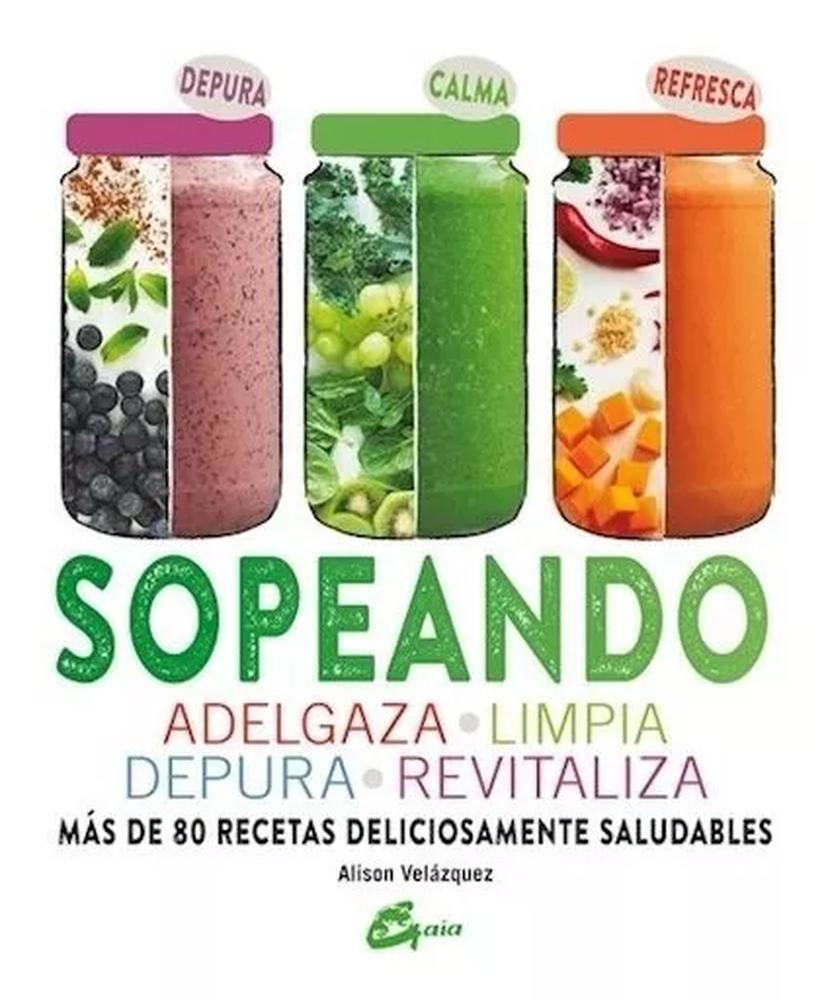 DEPURA CALMA REFRESCA
SOPEANDO
ADELGAZA • LIMPIA
DEPURA • REVITALIZA
MÁS DE 80 RECETAS DELICIOSAMENTE SALUDABLES
Alison Velázquez
Gaia